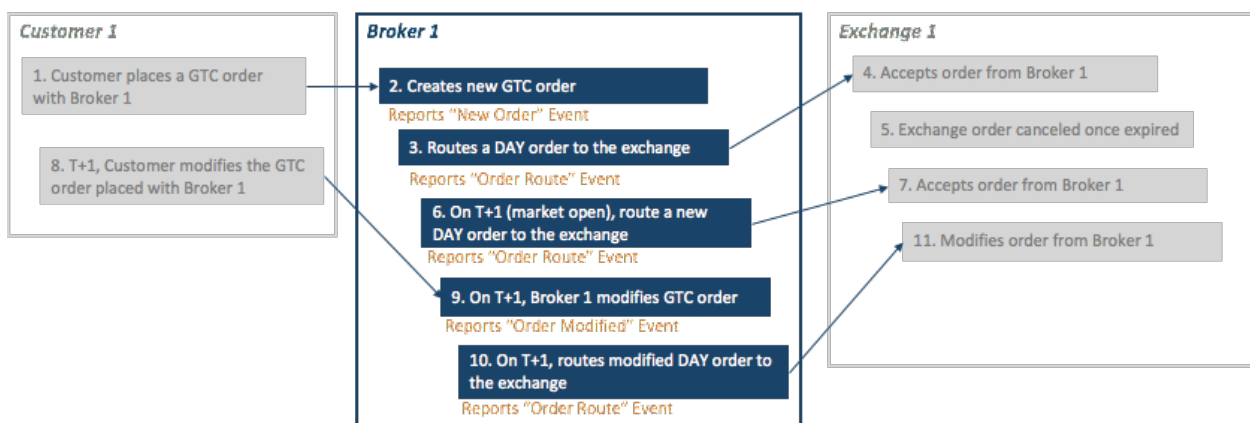 Customer 1
1. Customer places a GTC order
with Broker 1
8. T+1, Customer modifies the GTC
order placed with Broker 1
Broker 1
2. Creates new GTC order
Reports "New Order" Event
3. Routes a DAY order to the exchange
Reports "Order Route" Event
6. On T+1 (market open), route a new
DAY order to the exchange
Reports "Order Route" Event
9. On T+1, Broker 1 modifies GTC order
Reports "Order Modified" Event
10. On T+1, routes modified DAY order to
the exchange
Reports "Order Route" Event
Exchange 1
4. Accepts order from Broker 1
5. Exchange order canceled once expired
7. Accepts order from Broker 1
11. Modifies order from Broker 1